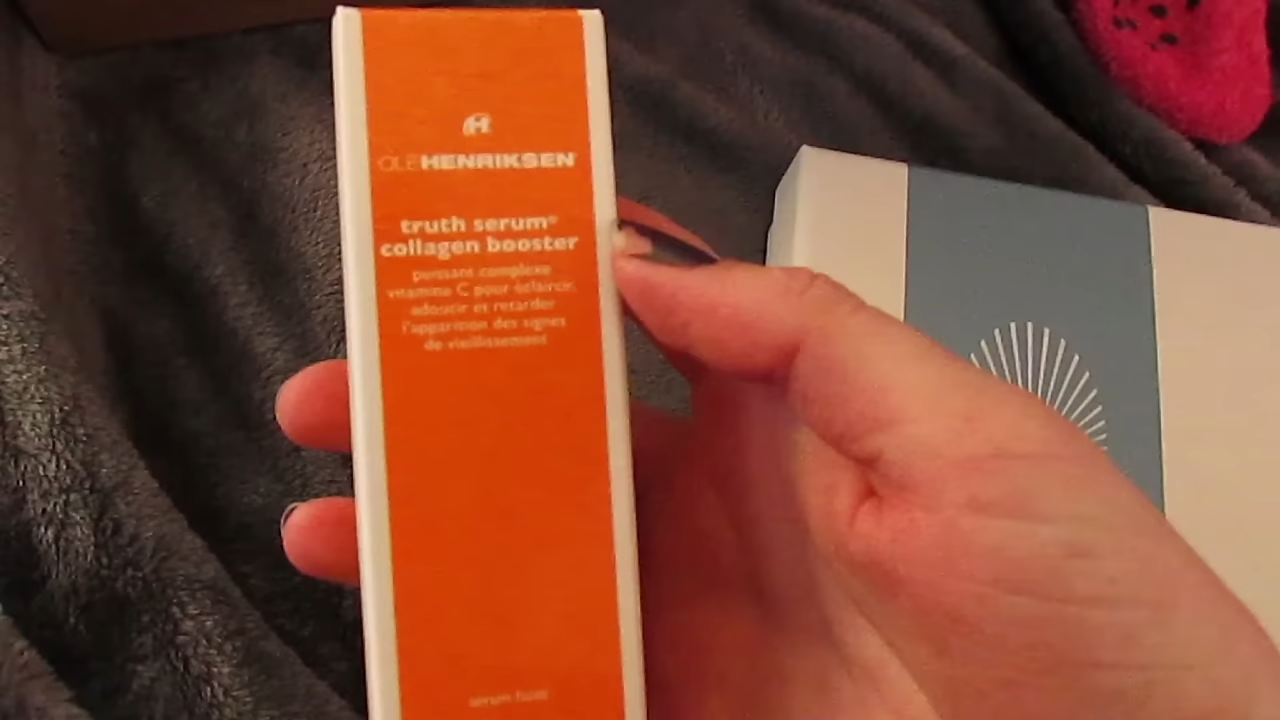 OLEHENRIKSEN
truth serum®
collagen booster
puissant complexe
vitamine C pour éclaircir,
adoucir et retarder
l'apparition des signes
de vieillissement
serum